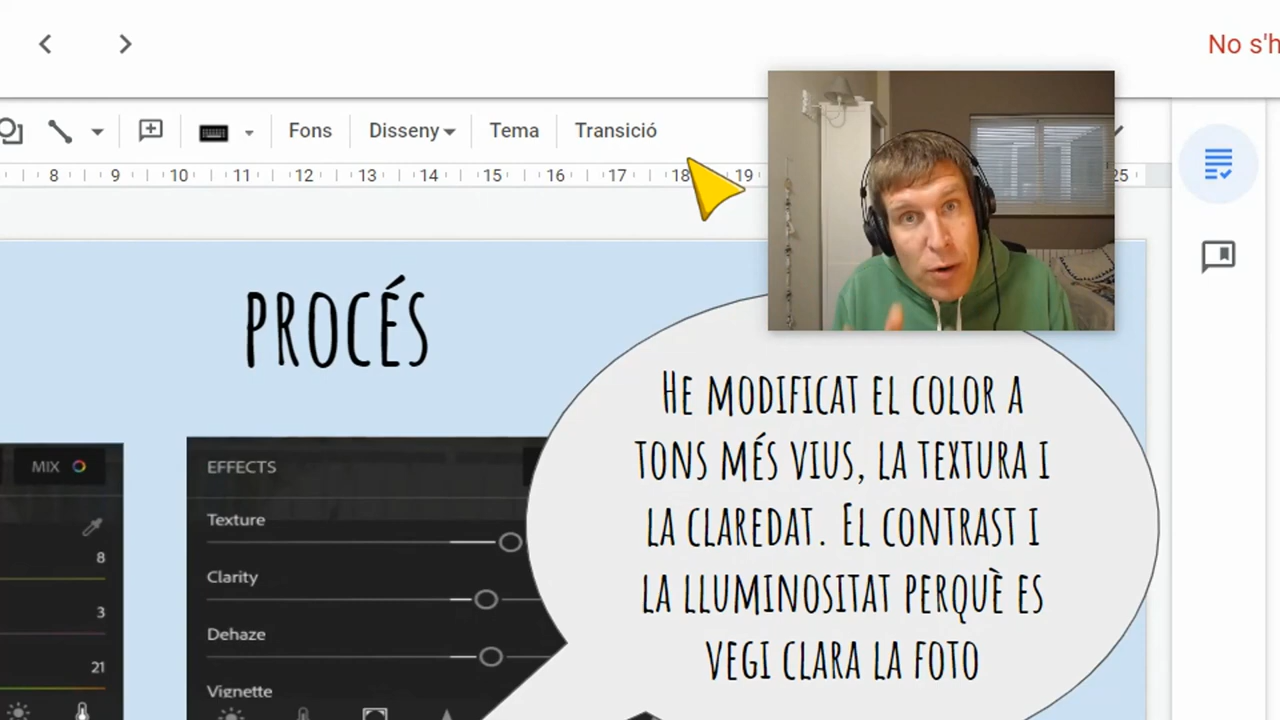 No s'h
Fons Disseny Tema Transició
8 9 10 11 12 13 14 15 16 17 18 19 25
PROCÉS
HE MODIFICAT EL COLOR A
TONS MÉS VIUS, LA TEXTURA I
LA CLAREDAT. EL CONTRAST I
LA LLUMINOSITAT PERQUÈ ES
VEGI CLARA LA FOTO
MIX
8
3
21
EFFECTS
Texture
Clarity
Dehaze
Vignette